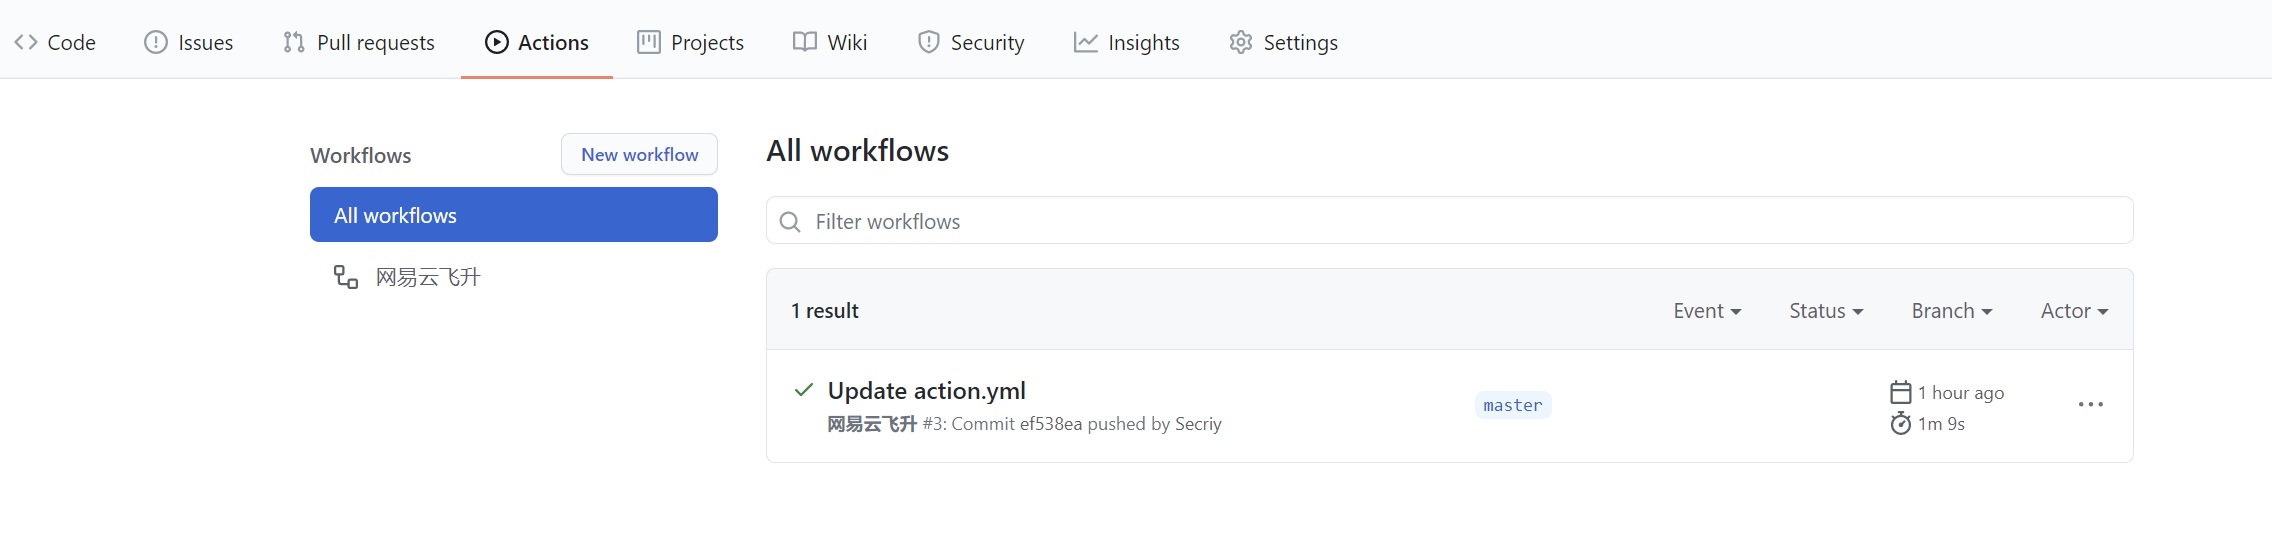 Code Issues Pull requests Actions Projects Wiki Security Insights Settings
Workflows
New workflow
All workflows
网易云飞升
All workflows
Filter workflows
1 result Event Status Branch Actor
Update action.yml
网易云飞升 #3: Commit ef538ea pushed by Secriy
master
1 hour ago
1m 9s